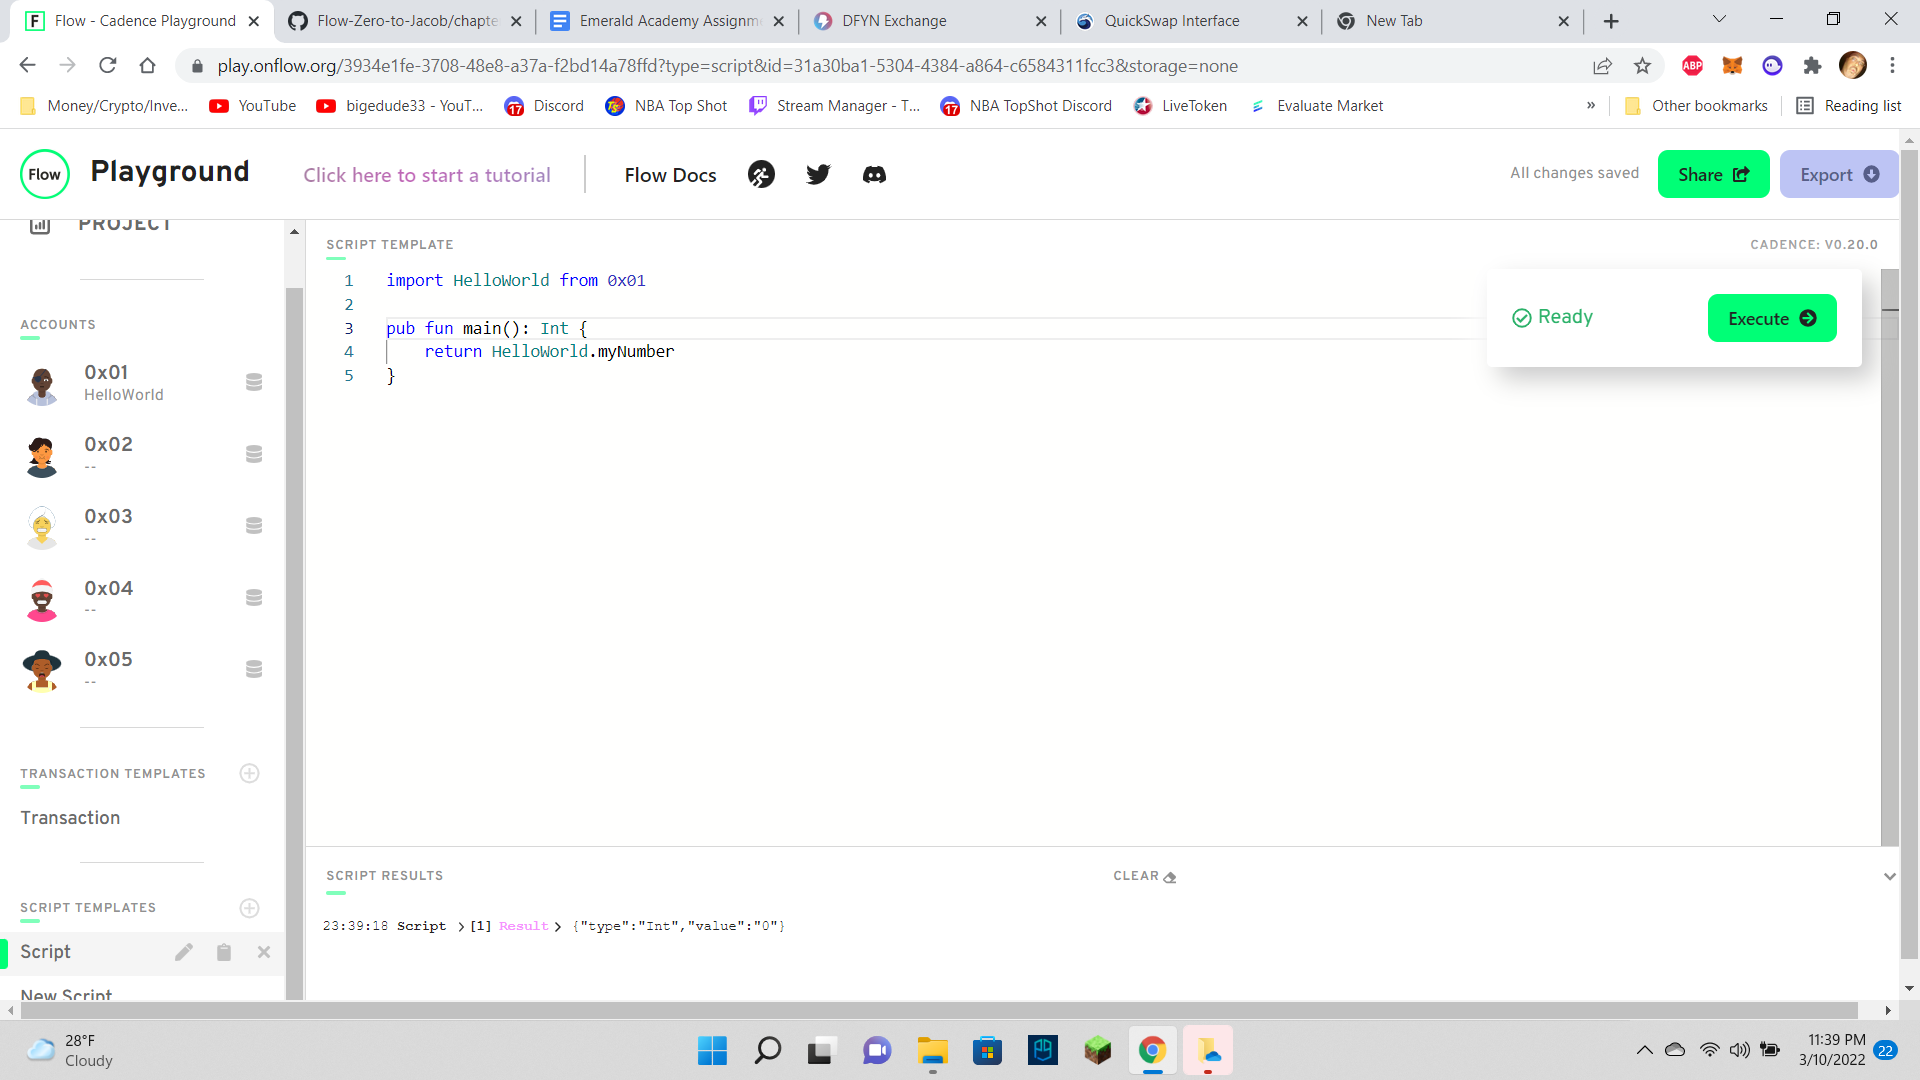 Flow - Cadence Playground
Flow-Zero-to-Jacob/chapte
Emerald Academy Assignm
DFYN Exchange
QuickSwap Interface
New Tab
play.onflow.org/3934e1fe-3708-48e8-a37a-f2bd14a78ffd?type=script&id=31a30ba1-5304-4384-a864-c6584311fcc3&storage=none
ABP
Money/Crypto/Inve...
YouTube
bigedude33 - YouT...
17 Discord
NBA Top Shot
Stream Manager - T...
17 NBA TopShot Discord
LiveToken
Evaluate Market
»
Other bookmarks
Reading list
Flow
Playground
Click here to start a tutorial
Flow Docs
All changes saved
Share
Export
PROJECT
ACCOUNTS
0x01
HelloWorld
0x02
--
0x03
--
0x04
--
0x05
--
TRANSACTION TEMPLATES
Transaction
SCRIPT TEMPLATES
Script
New Script
SCRIPT TEMPLATE
CADENCE: V0.20.0
1 import HelloWorld from 0x01
2
3 pub fun main(): Int {
4 return HelloWorld.myNumber
5 }
Ready
Execute
SCRIPT RESULTS
CLEAR
23:39:18 Script > [1] Result > {"type":"Int","value":"0"}
28°F
Cloudy
11:39 PM
3/10/2022
22